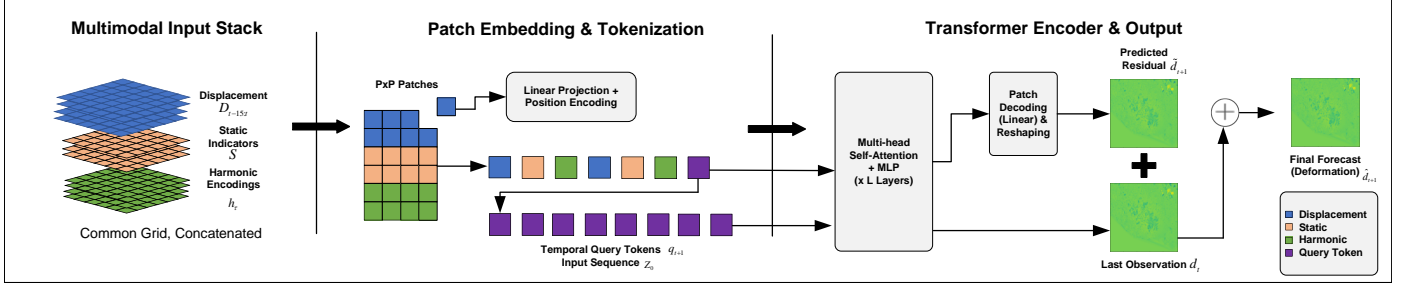 Multimodal Input Stack
Displacement
D_{t-15:t}
Static
Indicators
S
Harmonic
Encodings
h_t
Common Grid, Concatenated
Patch Embedding & Tokenization
PxP Patches
Linear Projection +
Position Encoding
Temporal Query Tokens q_{t+1}
Input Sequence Z_0
Transformer Encoder & Output
Multi-head
Self-Attention
+ MLP
(x L Layers)
Patch
Decoding
(Linear) &
Reshaping
Predicted
Residual d̃_{t+1}
Last Observation d_t
Final Forecast
(Deformation) d̂_{t+1}
Displacement
Static
Harmonic
Query Token